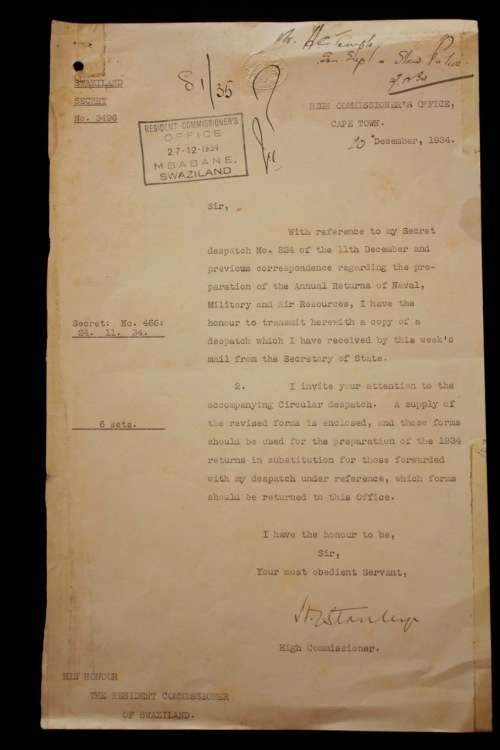 81/35
SWAZILAND
SECRET
No. 3496
RESIDENT COMMISSIONER'S
OFFICE
27-12-1934
MBABANE,
SWAZILAND
HIGH COMMISSIONER'S OFFICE,
CAPE TOWN.
December, 1934.
Sir,
With reference to my Secret
despatch No. 824 of the 11th December and
previous correspondence regarding the pre-
paration of the Annual Returns of Naval,
Military and Air Resources, I have the
Secret: No. 466:
24. 11. 34.
honour to transmit herewith a copy of a
despatch which I have received by this week's
mail from the Secretary of State.
2. I invite your attention to the
accompanying Circular despatch. A supply of
6 sets.
the revised forms is enclosed, and these forms
should be used for the preparation of the 1934
returns in substitution for those forwarded
with my despatch under reference, which forms
should be returned to this Office.
I have the honour to be,
Sir,
Your most obedient Servant,
Stanley
High Commissioner.
HIS HONOUR
THE RESIDENT COMMISSIONER
OF SWAZILAND.